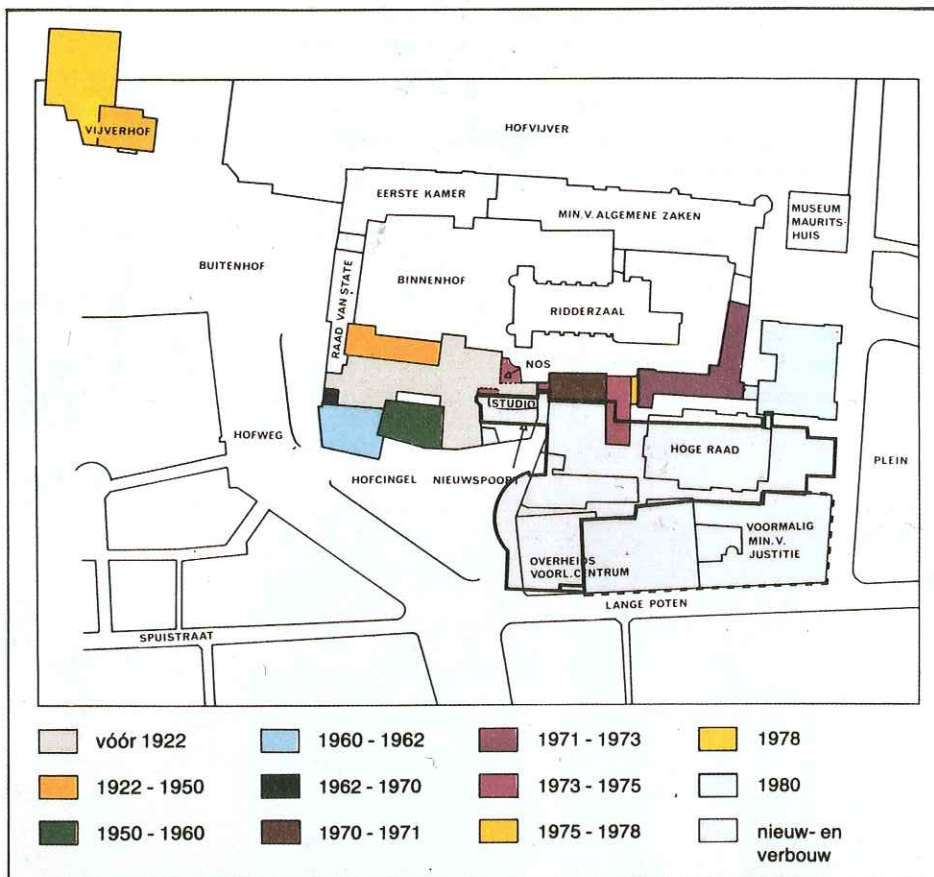 VIJVERHOF
HOFVIJVER
EERSTE KAMER
MIN.V. ALGEMENE ZAKEN
MUSEUM
MAURITS-
HUIS
BUITENHOF
RAAD VAN STATE
BINNENHOF
RIDDERZAAL
NOS
STUDIO
HOFWEG
HOGE RAAD
PLEIN
HOFCINGEL
NIEUWSPOORT
VOORMALIG
MIN.V.
JUSTITIE
OVERHEIDS
VOORL.CENTRUM
LANGE POTEN
SPUISTRAAT
vóór 1922
1960 - 1962
1971 - 1973
1978
1922 - 1950
1962 - 1970
1973 - 1975
1980
1950 - 1960
1970 - 1971
1975 - 1978
nieuw- en
verbouw